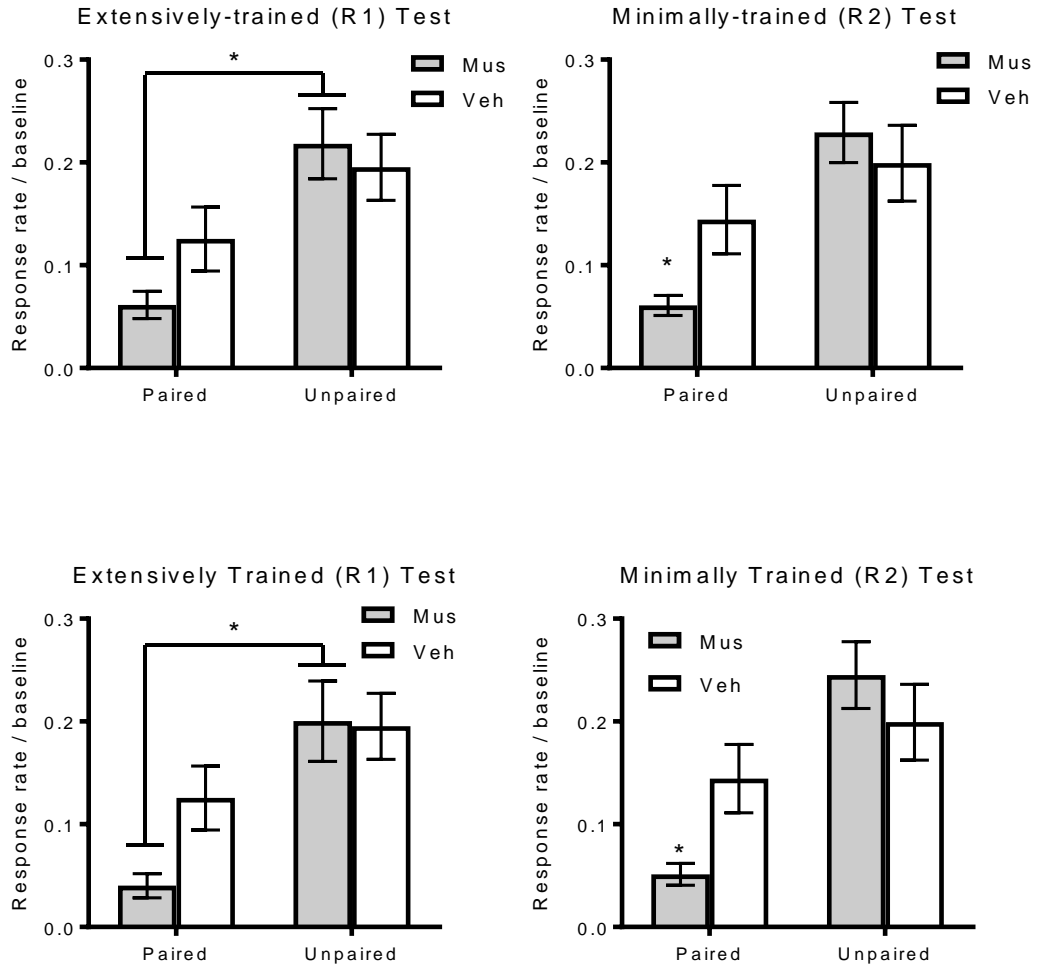 Extensively-trained (R1) Test
Minimally-trained (R2) Test
Response rate / baseline
0.3
0.2
0.1
0.0
*
Mus
Veh
Paired
Unpaired
Response rate / baseline
0.3
0.2
0.1
0.0
*
Mus
Veh
Paired
Unpaired
Extensively Trained (R1) Test
Minimally Trained (R2) Test
Response rate / baseline
0.3
0.2
0.1
0.0
*
Mus
Veh
Paired
Unpaired
Response rate / baseline
0.3
0.2
0.1
0.0
Mus
Veh
*
Paired
Unpaired